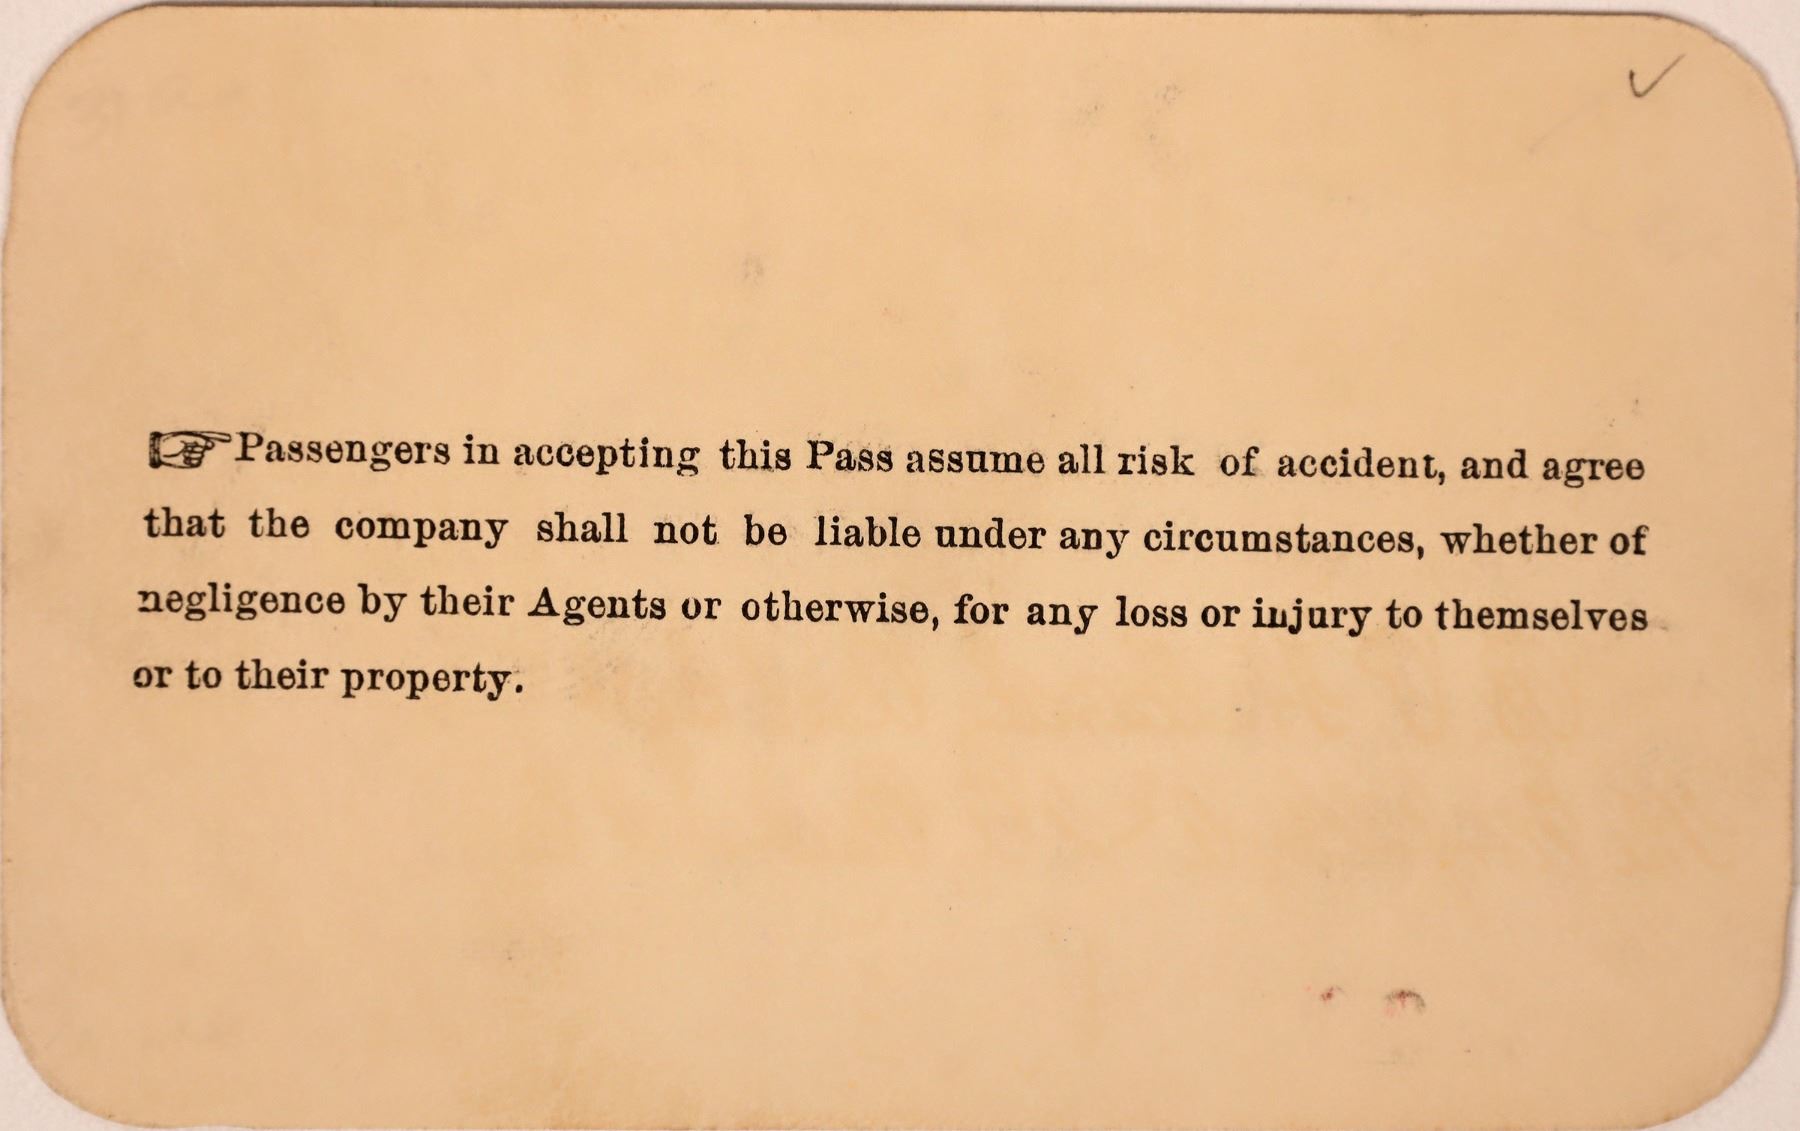 ☞Passengers in accepting this Pass assume all risk of accident, and agree
that the company shall not be liable under any circumstances, whether of
negligence by their Agents or otherwise, for any loss or injury to themselves
or to their property.